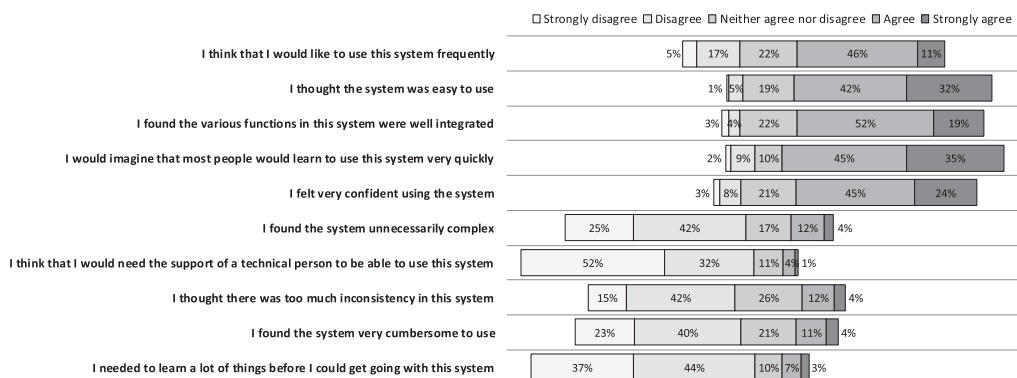 Strongly disagree Disagree Neither agree nor disagree Agree Strongly agree
I think that I would like to use this system frequently 5% 17% 22% 46% 11%
I thought the system was easy to use 1% 5% 19% 42% 32%
I found the various functions in this system were well integrated 3% 4% 22% 52% 19%
I would imagine that most people would learn to use this system very quickly 2% 9% 10% 45% 35%
I felt very confident using the system 3% 8% 21% 45% 24%
I found the system unnecessarily complex 25% 42% 17% 12% 4%
I think that I would need the support of a technical person to be able to use this system 52% 32% 11% 4% 1%
I thought there was too much inconsistency in this system 15% 42% 26% 12% 4%
I found the system very cumbersome to use 23% 40% 21% 11% 4%
I needed to learn a lot of things before I could get going with this system 37% 44% 10% 7% 3%